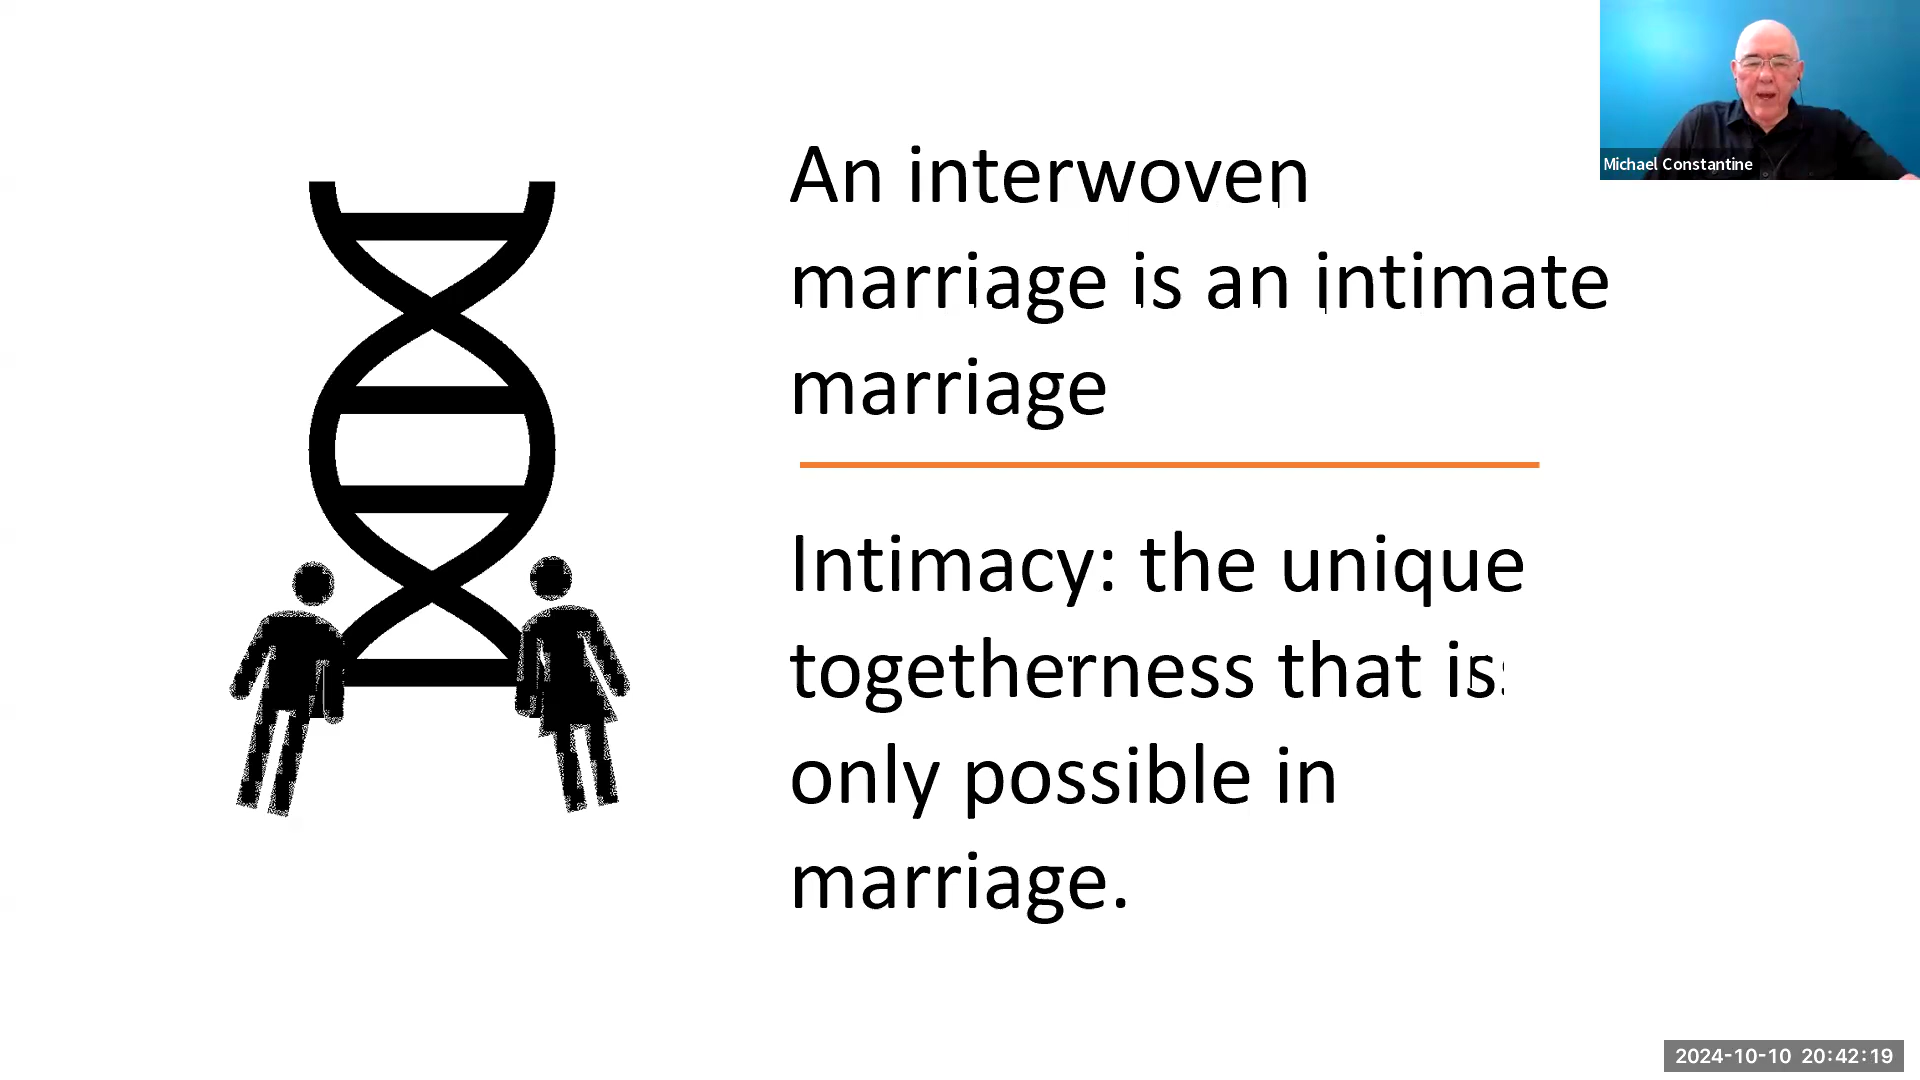 An interwoven
marriage is an intimate
marriage
Intimacy: the unique
togetherness that is
only possible in
marriage.
Michael Constantine
2024-10-10 20:42:19